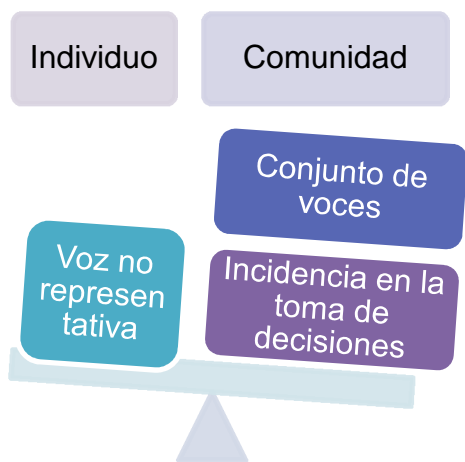 Individuo
Comunidad
Conjunto de
voces
Voz no
represen
tativa
Incidencia en la
toma de
decisiones